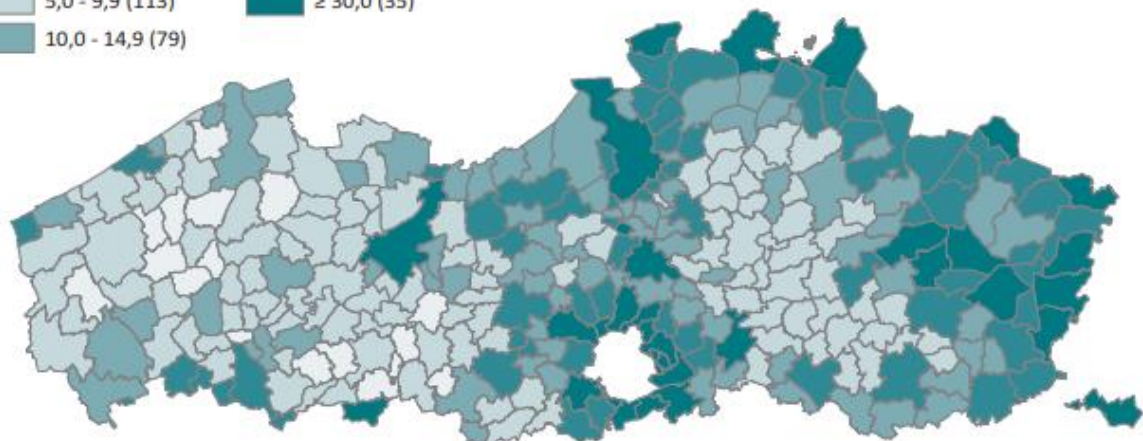 5,0 - 9,9 (113)
≥ 30,0 (35)
10,0 - 14,9 (79)